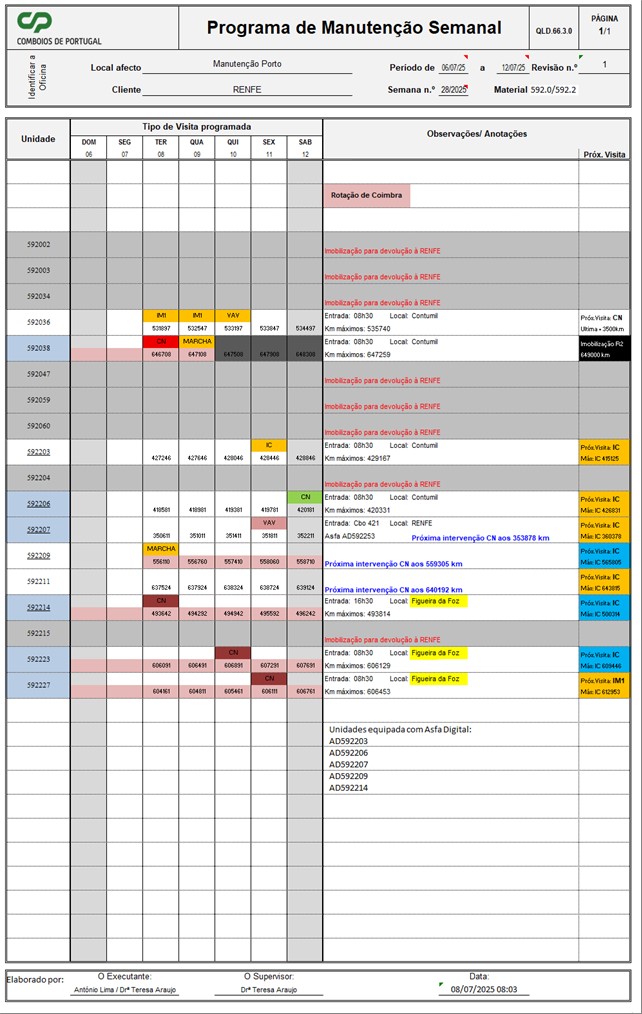 CP
COMBOIOS DE PORTUGAL
Programa de Manutenção Semanal
QLD.66.3.0
PÁGINA
1/1
Identificar a Oficina
Local afecto Manutenção Porto
Periodo de 06/07/25 a 12/07/25 Revisão n.º 1
Cliente RENFE
Semana n.º 28/2025 Material 592.0/592.2
Unidade
Tipo de Visita programada
Observações/ Anotações
DOM SEG TER QUA QUI SEX SAB
06 07 08 09 10 11 12
Próx. Visita
Rotação de Coimbra
592002 Imobilização para devolução à RENFE
592003 Imobilização para devolução à RENFE
592034 Imobilização para devolução à RENFE
592036 IM1 IM1 VAV Entrada: 08h30 Local: Contumil Próx.Visita: CN
531897 532547 533197 533847 534497 Km máximos: 535740 Ultima + 3500km
592038 CN MARCHA Entrada: 08h30 Local: Contumil Imobilização R2
646708 647108 647508 647908 648308 Km máximos: 647259 649000 km
592047 Imobilização para devolução à RENFE
592059 Imobilização para devolução à RENFE
592060 Imobilização para devolução à RENFE
592203 IC Entrada: 08h30 Local: Contumil Próx.Visita: IC
427246 427646 428046 428446 428846 Km máximos: 429167 Máx: IC 415125
592204 Imobilização para devolução à RENFE
592206 CN Entrada: 08h30 Local: Contumil Próx.Visita: IC
418581 418981 419381 419781 420181 Km máximos: 420331 Máx: IC 426831
592207 VAV Entrada: Cbo 421 Local: RENFE Próx.Visita: IC
350611 351011 351411 351811 352211 Asfa AD592253 Próxima intervenção CN aos 353878 km Máx: IC 360378
592209 MARCHA Próx.Visita: IC
556110 556760 557410 558060 558710 Próxima intervenção CN aos 559305 km Máx: IC 565805
592211 Próx.Visita: IC
637524 637924 638324 638724 639124 Próxima intervenção CN aos 640192 km Máx: IC 643815
592214 CN Entrada: 16h30 Local: Figueira da Foz Próx.Visita: IC
493642 494292 494942 495592 496242 Km máximos: 493814 Máx: IC 500314
592215 Imobilização para devolução à RENFE
592223 CN Entrada: 08h30 Local: Figueira da Foz Próx.Visita: IC
606091 606491 606891 607291 607691 Km máximos: 606129 Máx: IC 609446
592227 CN Entrada: 08h30 Local: Figueira da Foz Próx.Visita: IM1
604161 604811 605461 606111 606761 Km máximos: 606453 Máx: IC 612953
Unidades equipada com Asfa Digital:
AD592203
AD592206
AD592207
AD592209
AD592214
Elaborado por:
O Executante: O Supervisor: Data:
António Lima / Drª Teresa Araujo Drª Teresa Araujo 08/07/2025 08:03